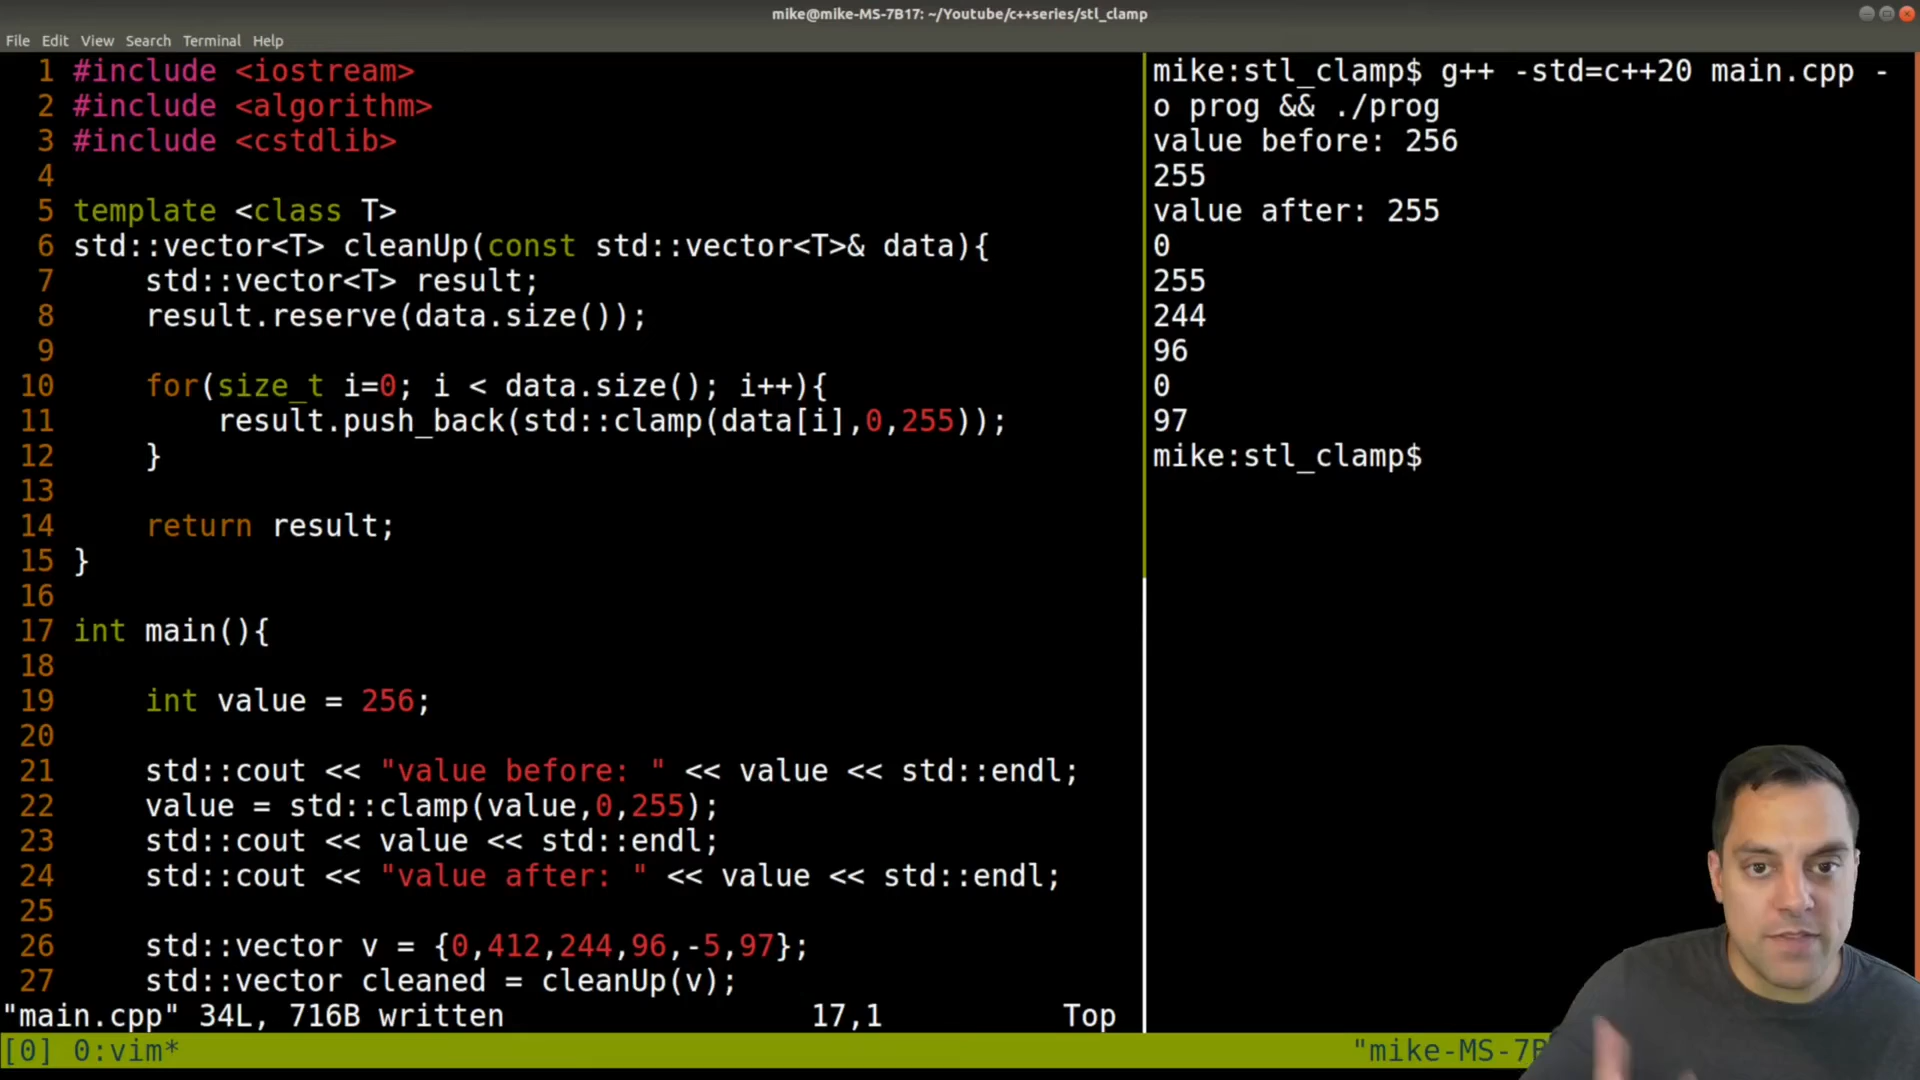 mike@mike-MS-7B17: ~/Youtube/c++series/stl_clamp
File Edit View Search Terminal Help
1 #include <iostream>
2 #include <algorithm>
3 #include <cstdlib>
4
5 template <class T>
6 std::vector<T> cleanUp(const std::vector<T>& data){
7     std::vector<T> result;
8     result.reserve(data.size());
9
10     for(size_t i=0; i < data.size(); i++){
11         result.push_back(std::clamp(data[i],0,255));
12     }
13
14     return result;
15 }
16
17 int main(){
18
19     int value = 256;
20
21     std::cout << "value before: " << value << std::endl;
22     value = std::clamp(value,0,255);
23     std::cout << value << std::endl;
24     std::cout << "value after: " << value << std::endl;
25
26     std::vector v = {0,412,244,96,-5,97};
27     std::vector cleaned = cleanUp(v);
"main.cpp" 34L, 716B written 17,1 Top
mike:stl_clamp$ g++ -std=c++20 main.cpp -
o prog && ./prog
value before: 256
255
value after: 255
0
255
244
96
0
97
mike:stl_clamp$
[0] 0:vim* "mike-MS-7B